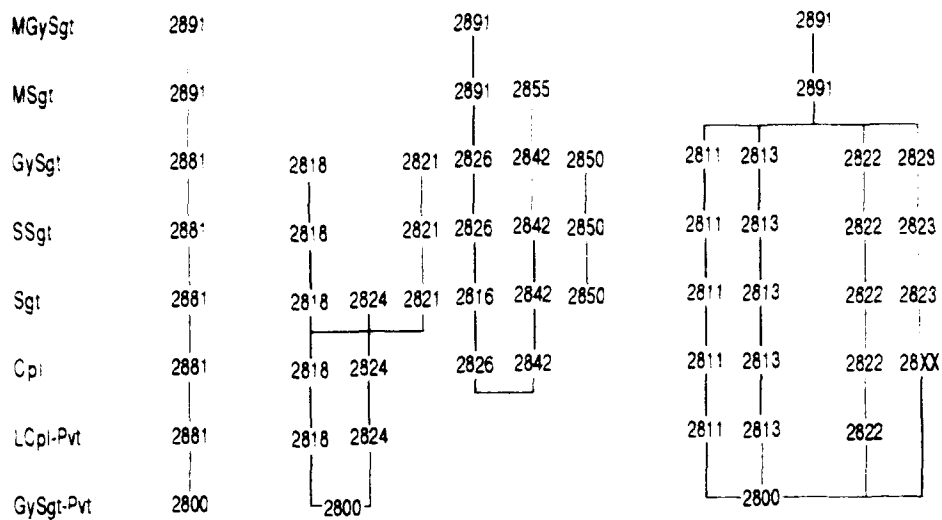 MGySgt 2891 2891 2891
MSgt 2891 2891 2855 2891
GySgt 2881 2818 2821 2826 2842 2850 2811 2813 2822 2823
SSgt 2881 2818 2821 2826 2842 2850 2811 2813 2822 2823
Sgt 2881 2818 2824 2821 2816 2842 2850 2811 2813 2822 2823
Cpl 2881 2818 2824 2826 2842 2811 2813 2822 28XX
LCpl-Pvt 2881 2818 2824 2811 2813 2822
GySgt-Pvt 2800 2800 2800